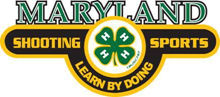 MARYLAND
SHOOTING SPORTS
H H
H H
LEARN BY DOING